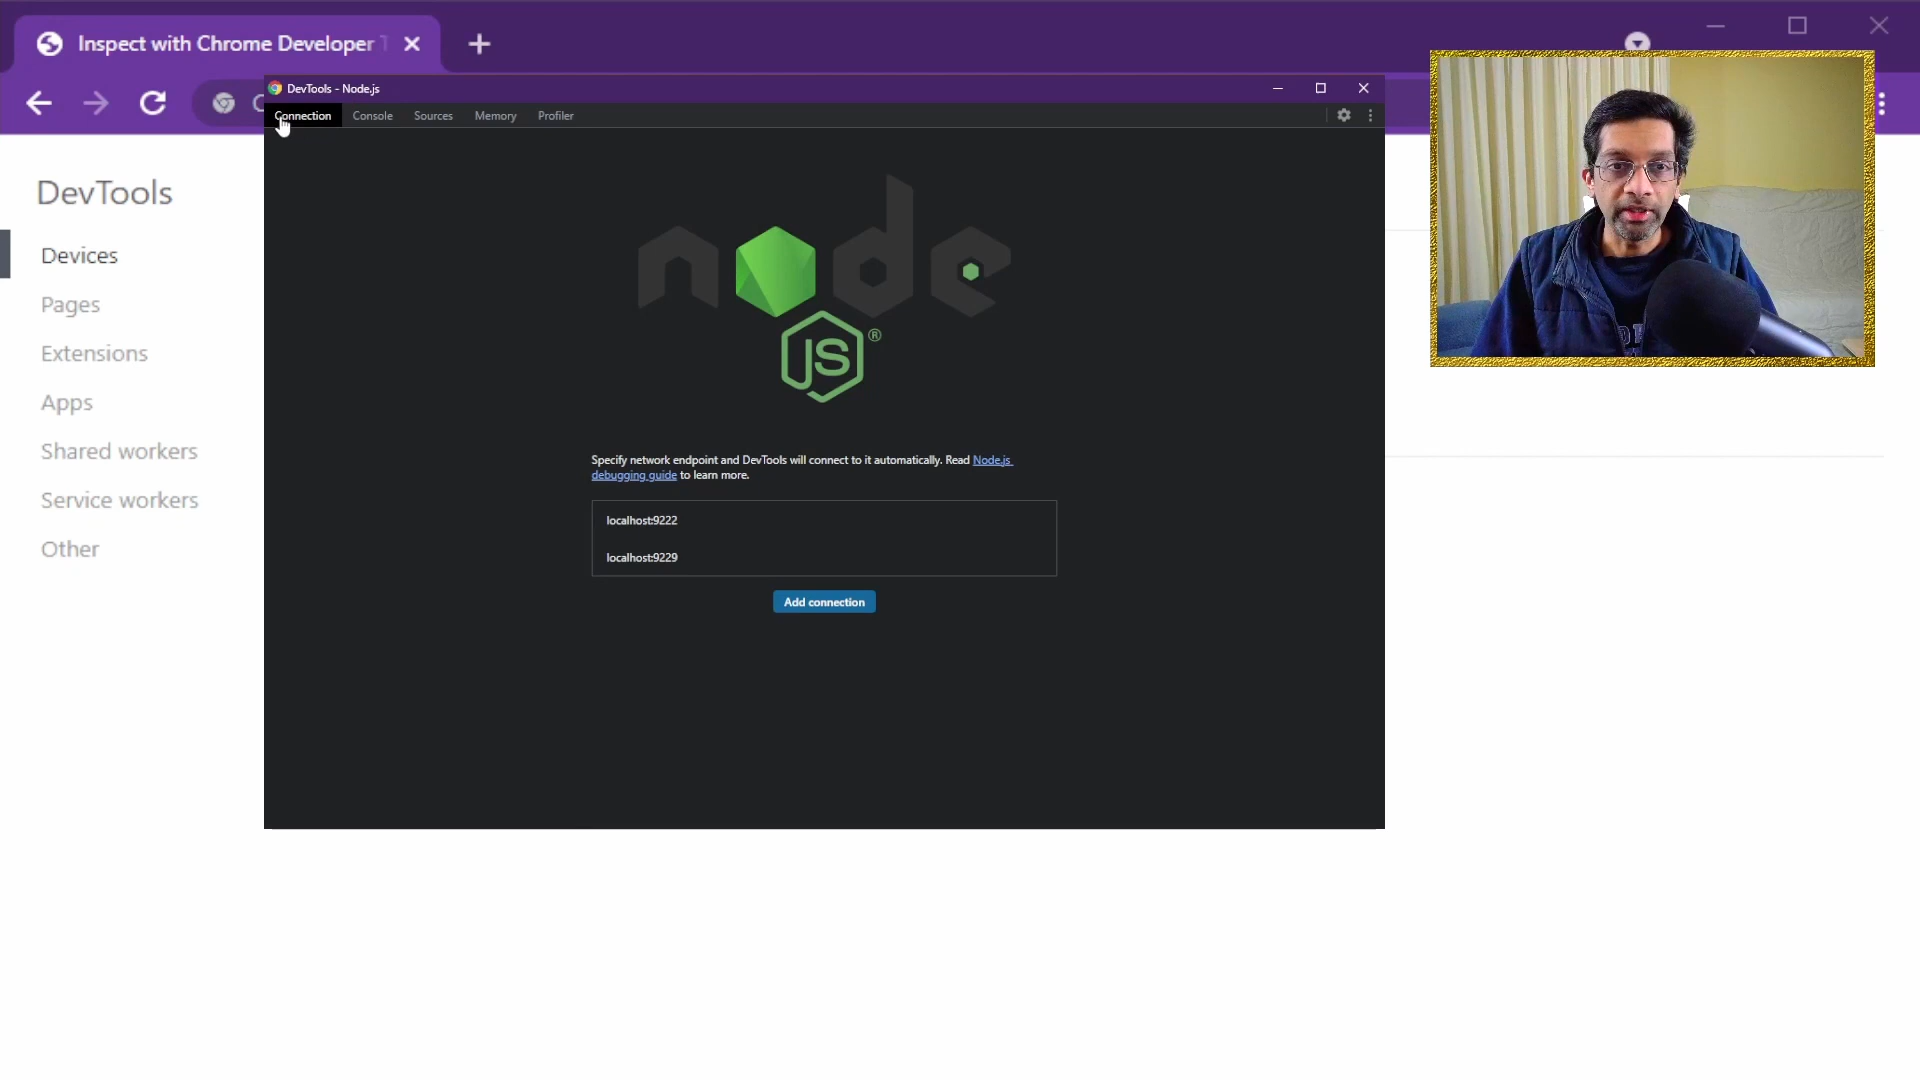 Inspect with Chrome Developer T
DevTools - Node.js
Connection Console Sources Memory Profiler
DevTools
Devices
Pages
Extensions
Apps
Shared workers
Service workers
Other
node
JS ®
Specify network endpoint and DevTools will connect to it automatically. Read Node.js
debugging guide to learn more.
localhost:9222
localhost:9229
Add connection